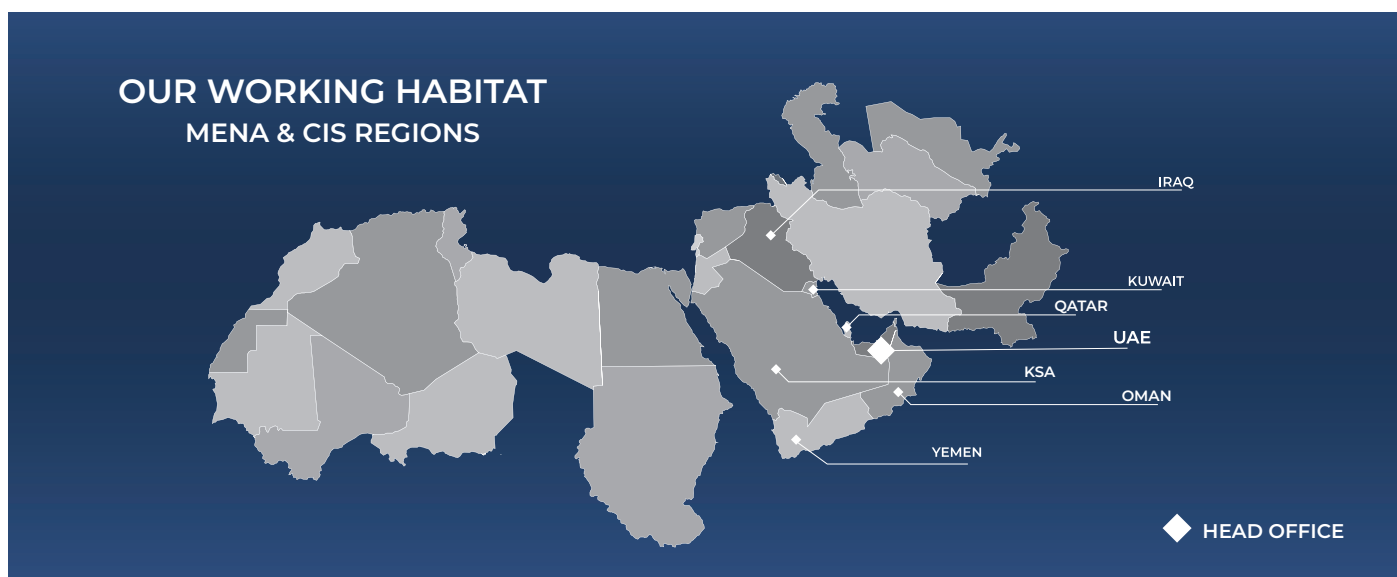 OUR WORKING HABITAT
MENA & CIS REGIONS
IRAQ
KUWAIT
QATAR
UAE
KSA
OMAN
YEMEN
HEAD OFFICE